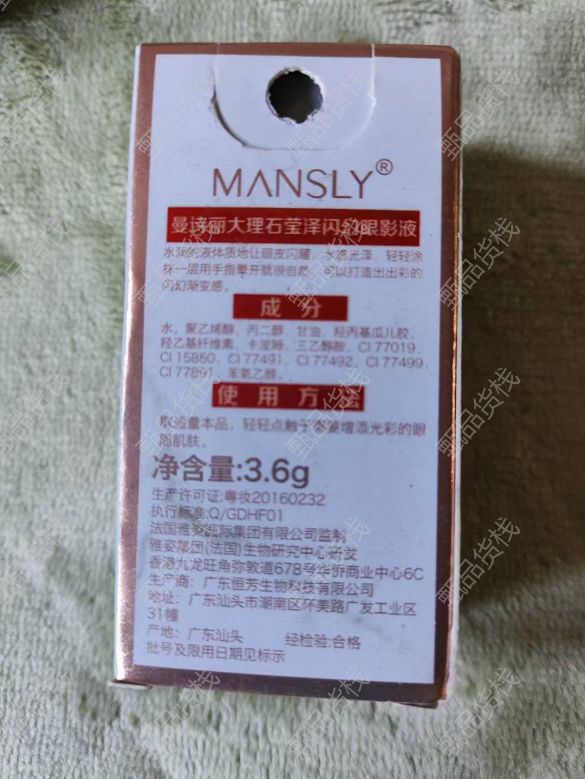 MANSLY®
曼诗丽大理石莹泽闪幻眼影液
水润的液体质地让眼皮闪耀，水感光泽，轻轻涂
抹一层用手指晕开就很自然，可以打造出出彩的
闪幻渐变感。
成分
水，聚乙烯醇，丙二醇，甘油，羟丙基瓜儿胶，
羟乙基纤维素，卡波姆，三乙醇胺，CI 77019，
CI 15850，CI 77491，CI 77492，CI 77499，
CI 77891，苯氧乙醇。
使用方法
取适量本品，轻轻点触于需要增添光彩的眼
周肌肤。
净含量:3.6g
生产许可证:粤妆20160232
执行标准:Q/GDHF01
法国雅姿国际集团有限公司监制
雅姿集团(法国)生物研究中心研发
香港九龙旺角弥敦道678号华侨商业中心6C
生产商：广东恒芳生物科技有限公司
地址：广东汕头市潮南区怀美路广发工业区
31幢
产地：广东汕头 经检验:合格
批号及限用日期见标示
甄品货栈